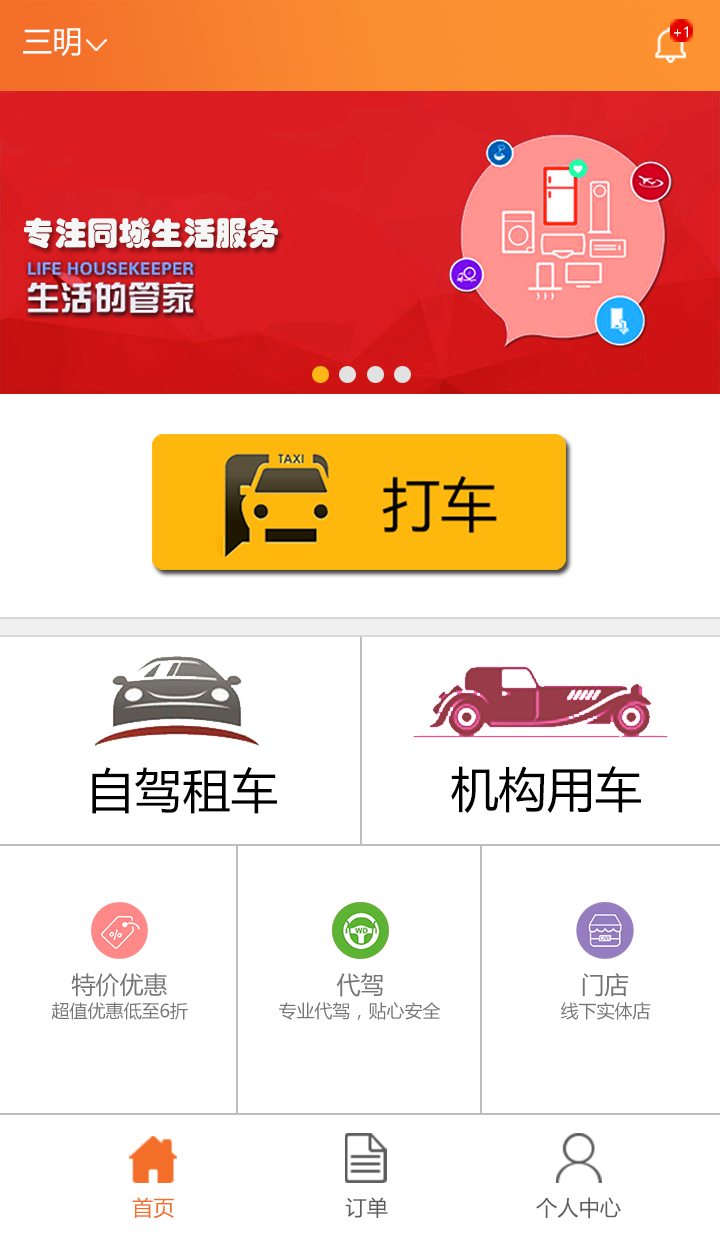 三明
+1
专注同城生活服务
LIFE HOUSEKEEPER
生活的管家
TAXI
打车
自驾租车
机构用车
%
WD
特价优惠
代驾
门店
超值优惠低至6折
专业代驾，贴心安全
线下实体店
首页
订单
个人中心